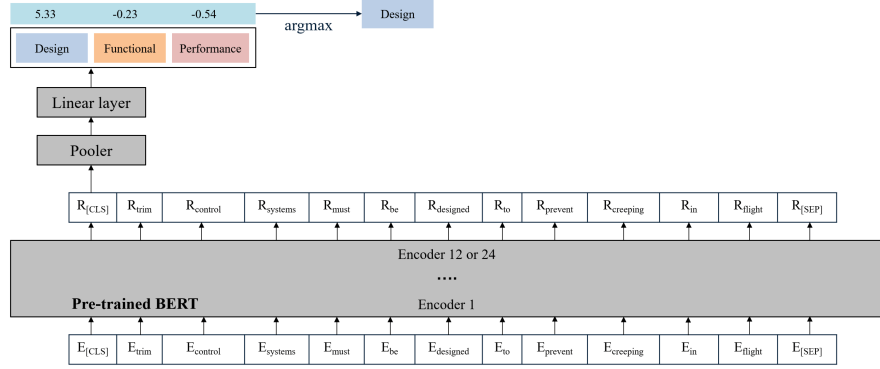 5.33 -0.23 -0.54
argmax
Design
Design Functional Performance
Linear layer
Pooler
R[CLS] Rtrim Rcontrol Rsystems Rmust Rbe Rdesigned Rto Rprevent Rcreeping Rin Rflight R[SEP]
Encoder 12 or 24
....
Pre-trained BERT
Encoder 1
E[CLS] Etrim Econtrol Esystems Emust Ebe Edesigned Eto Eprevent Ecreeping Ein Eflight E[SEP]